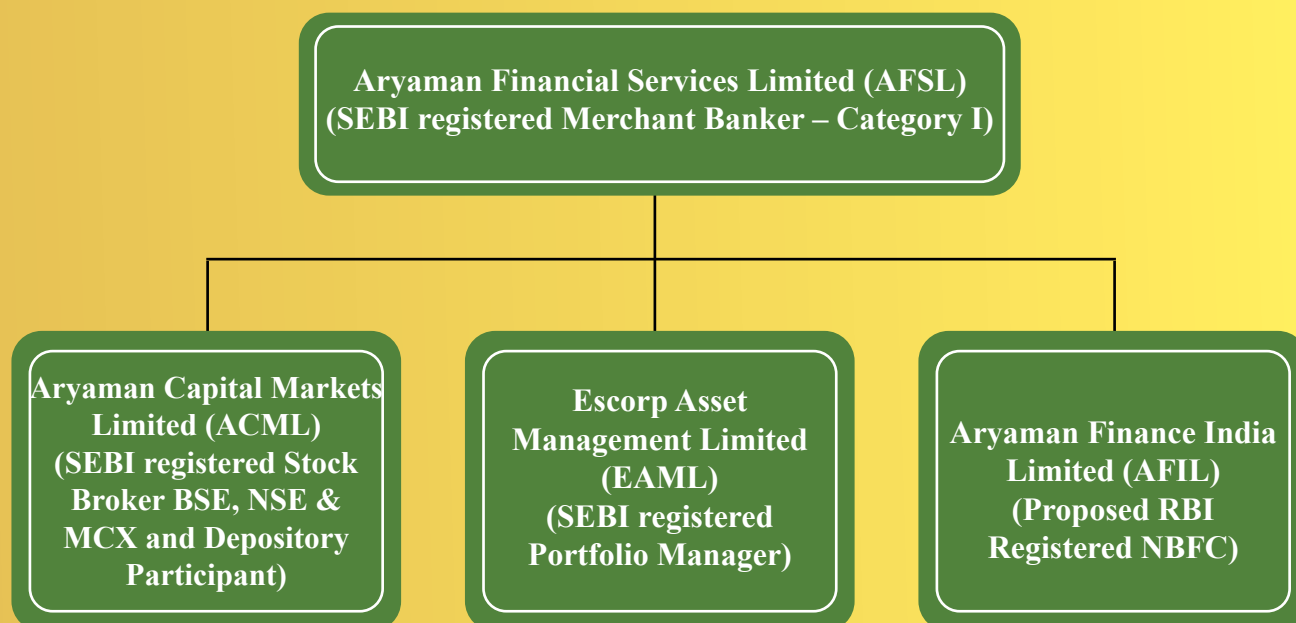 Aryaman Financial Services Limited (AFSL)
(SEBI registered Merchant Banker – Category I)
Aryaman Capital Markets
Limited (ACML)
(SEBI registered Stock
Broker BSE, NSE &
MCX and Depository
Participant)
Escorp Asset
Management Limited
(EAML)
(SEBI registered
Portfolio Manager)
Aryaman Finance India
Limited (AFIL)
(Proposed RBI
Registered NBFC)